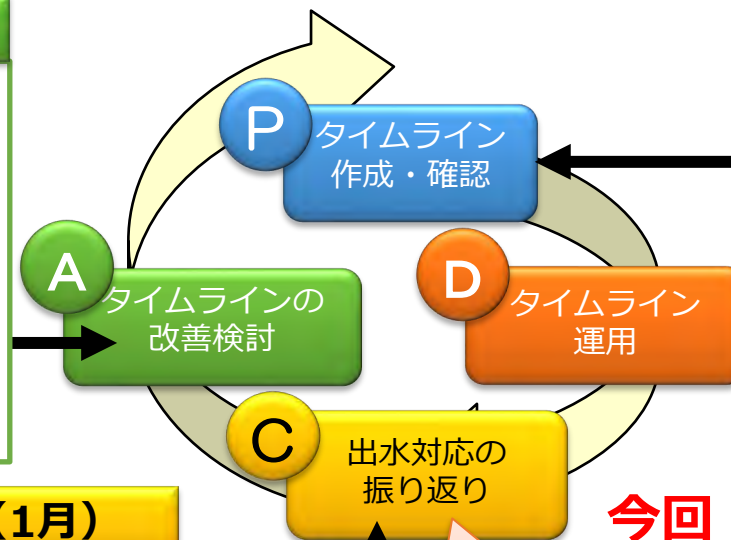 P
タイムライン
作成・確認
A
タイムラインの
改善検討
D
タイムライン
運用
C
出水対応の
振り返り
(1月)
今回